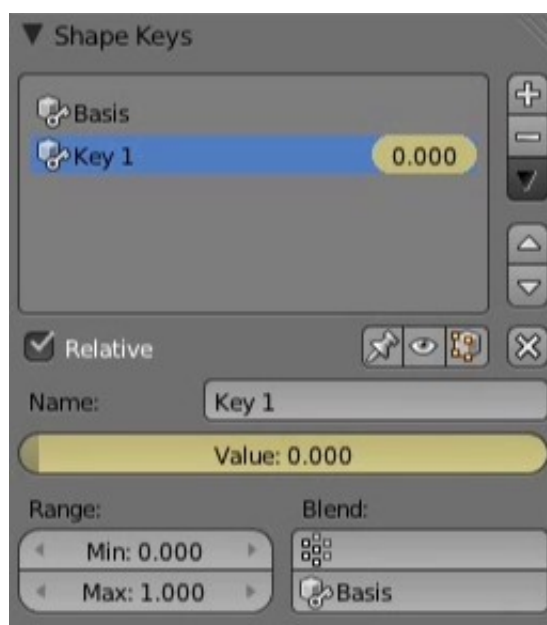 Shape Keys
Basis
Key 1 0.000
Relative
Name: Key 1
Value: 0.000
Range: Blend:
Min: 0.000
Max: 1.000 Basis